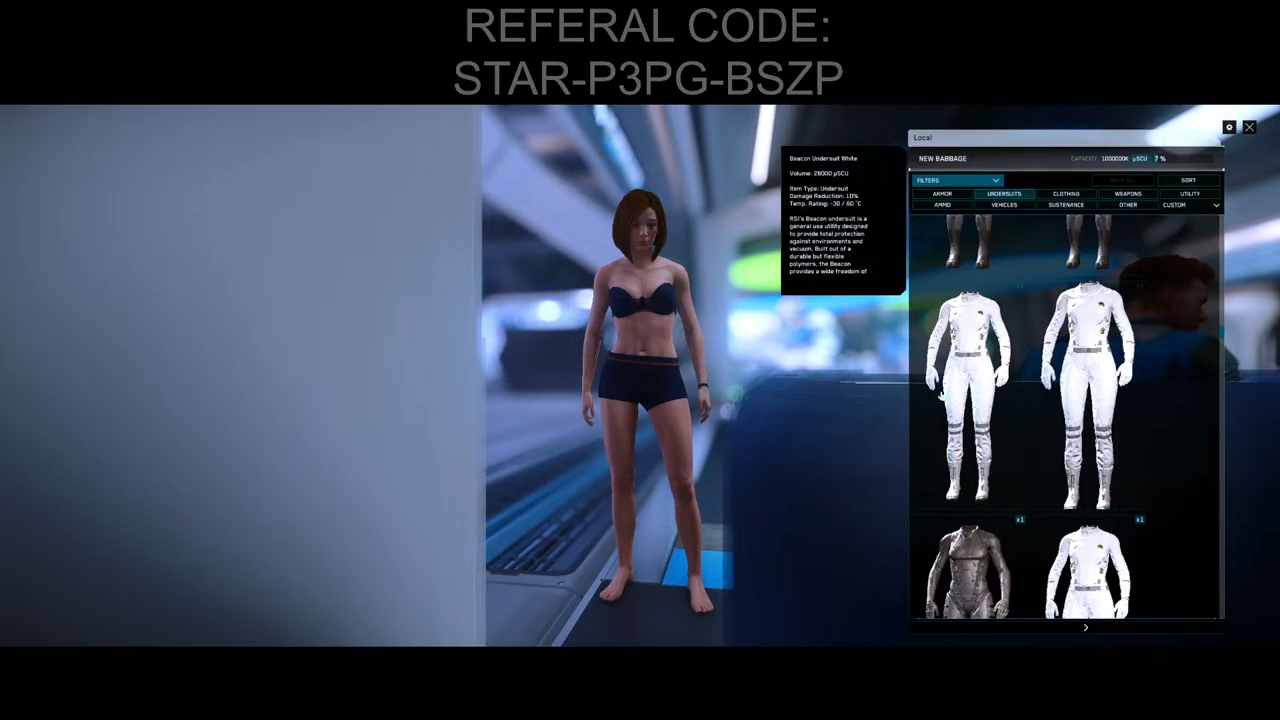 REFERAL CODE:
STAR-P3PG-BSZP
Local
NEW BABBAGE
CAPACITY 1000000K µSCU 7 %
FILTERS
SORT
ARMOR UNDERSUITS CLOTHING WEAPONS UTILITY
AMMO VEHICLES SUSTENANCE OTHER CUSTOM
Beacon Undersuit White
Volume: 28000 µSCU
Item Type: Undersuit
Damage Reduction: 10%
Temp. Rating: -30 / 60 °C
RSI's Beacon undersuit is a
general use utility designed
to provide total protection
against environments and
vacuum. Built out of a
durable but flexible
polymers, the Beacon
provides a wide freedom of
x1
x1